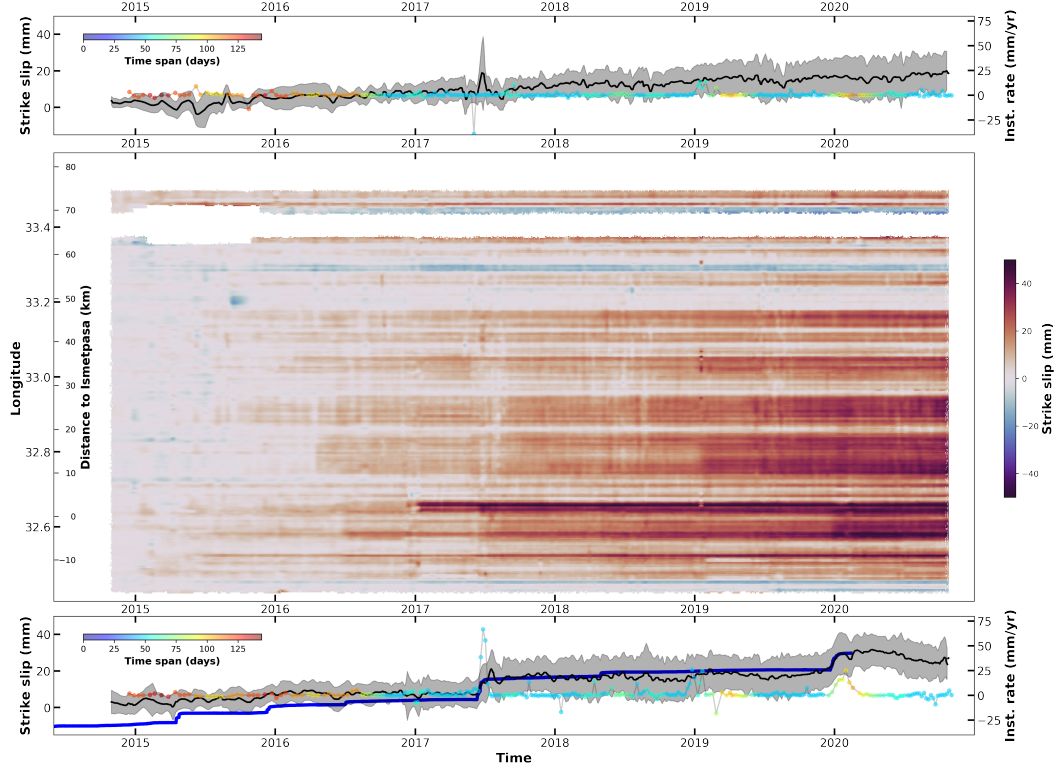 2015 2016 2017 2018 2019 2020
Strike slip (mm)
40
20
0
0 25 50 75 100 125
Time span (days)
75
50
25
0
−25
Inst. rate (mm/yr)
2015 2016 2017 2018 2019 2020
Longitude
33.4
33.2
33.0
32.8
32.6
Distance to Ismetpasa (km)
80
70
60
50
40
30
20
10
0
−10
40
20
0
−20
−40
Strike slip (mm)
2015 2016 2017 2018 2019 2020
Strike slip (mm)
40
20
0
0 25 50 75 100 125
Time span (days)
75
50
25
0
−25
Inst. rate (mm/yr)
2015 2016 2017 2018 2019 2020
Time